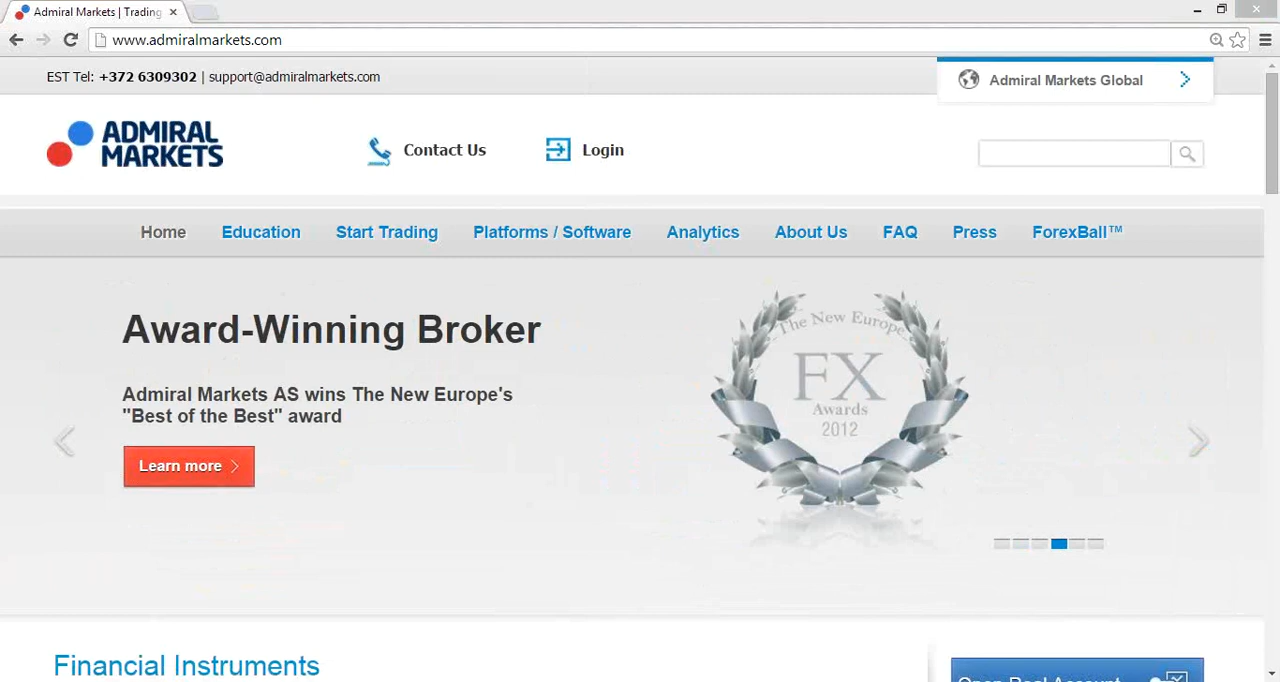 Admiral Markets | Trading
www.admiralmarkets.com
EST Tel: +372 6309302 | support@admiralmarkets.com
Admiral Markets Global
ADMIRAL
MARKETS
Contact Us
Login
Home Education Start Trading Platforms / Software Analytics About Us FAQ Press ForexBall™
Award-Winning Broker
Admiral Markets AS wins The New Europe's
"Best of the Best" award
Learn more
The New Europe
FX
Awards
2012
Financial Instruments
Open Real Account